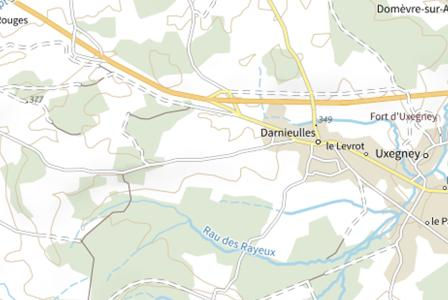 Domèvre-sur-A
Rouges
377
349
Fort d'Uxegney
Darnieulles
le Levrot
Uxegney
Rau des Rayeux
le P